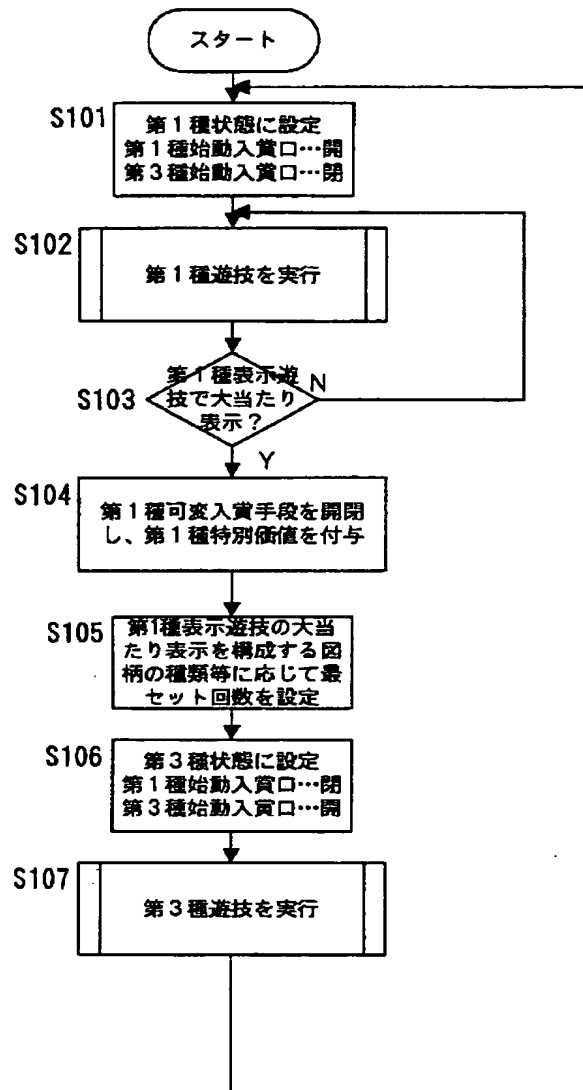 スタート
S101
第1種状態に設定
第1種始動入賞口…開
第3種始動入賞口…閉
S102
第1種遊技を実行
S103
第1種表示遊
技で大当たり
表示？
N
Y
S104
第1種可変入賞手段を開閉
し、第1種特別価値を付与
S105
第1種表示遊技の大当
たり表示を構成する図
柄の種類等に応じて最
セット回数を設定
S106
第3種状態に設定
第1種始動入賞口…閉
第3種始動入賞口…開
S107
第3種遊技を実行